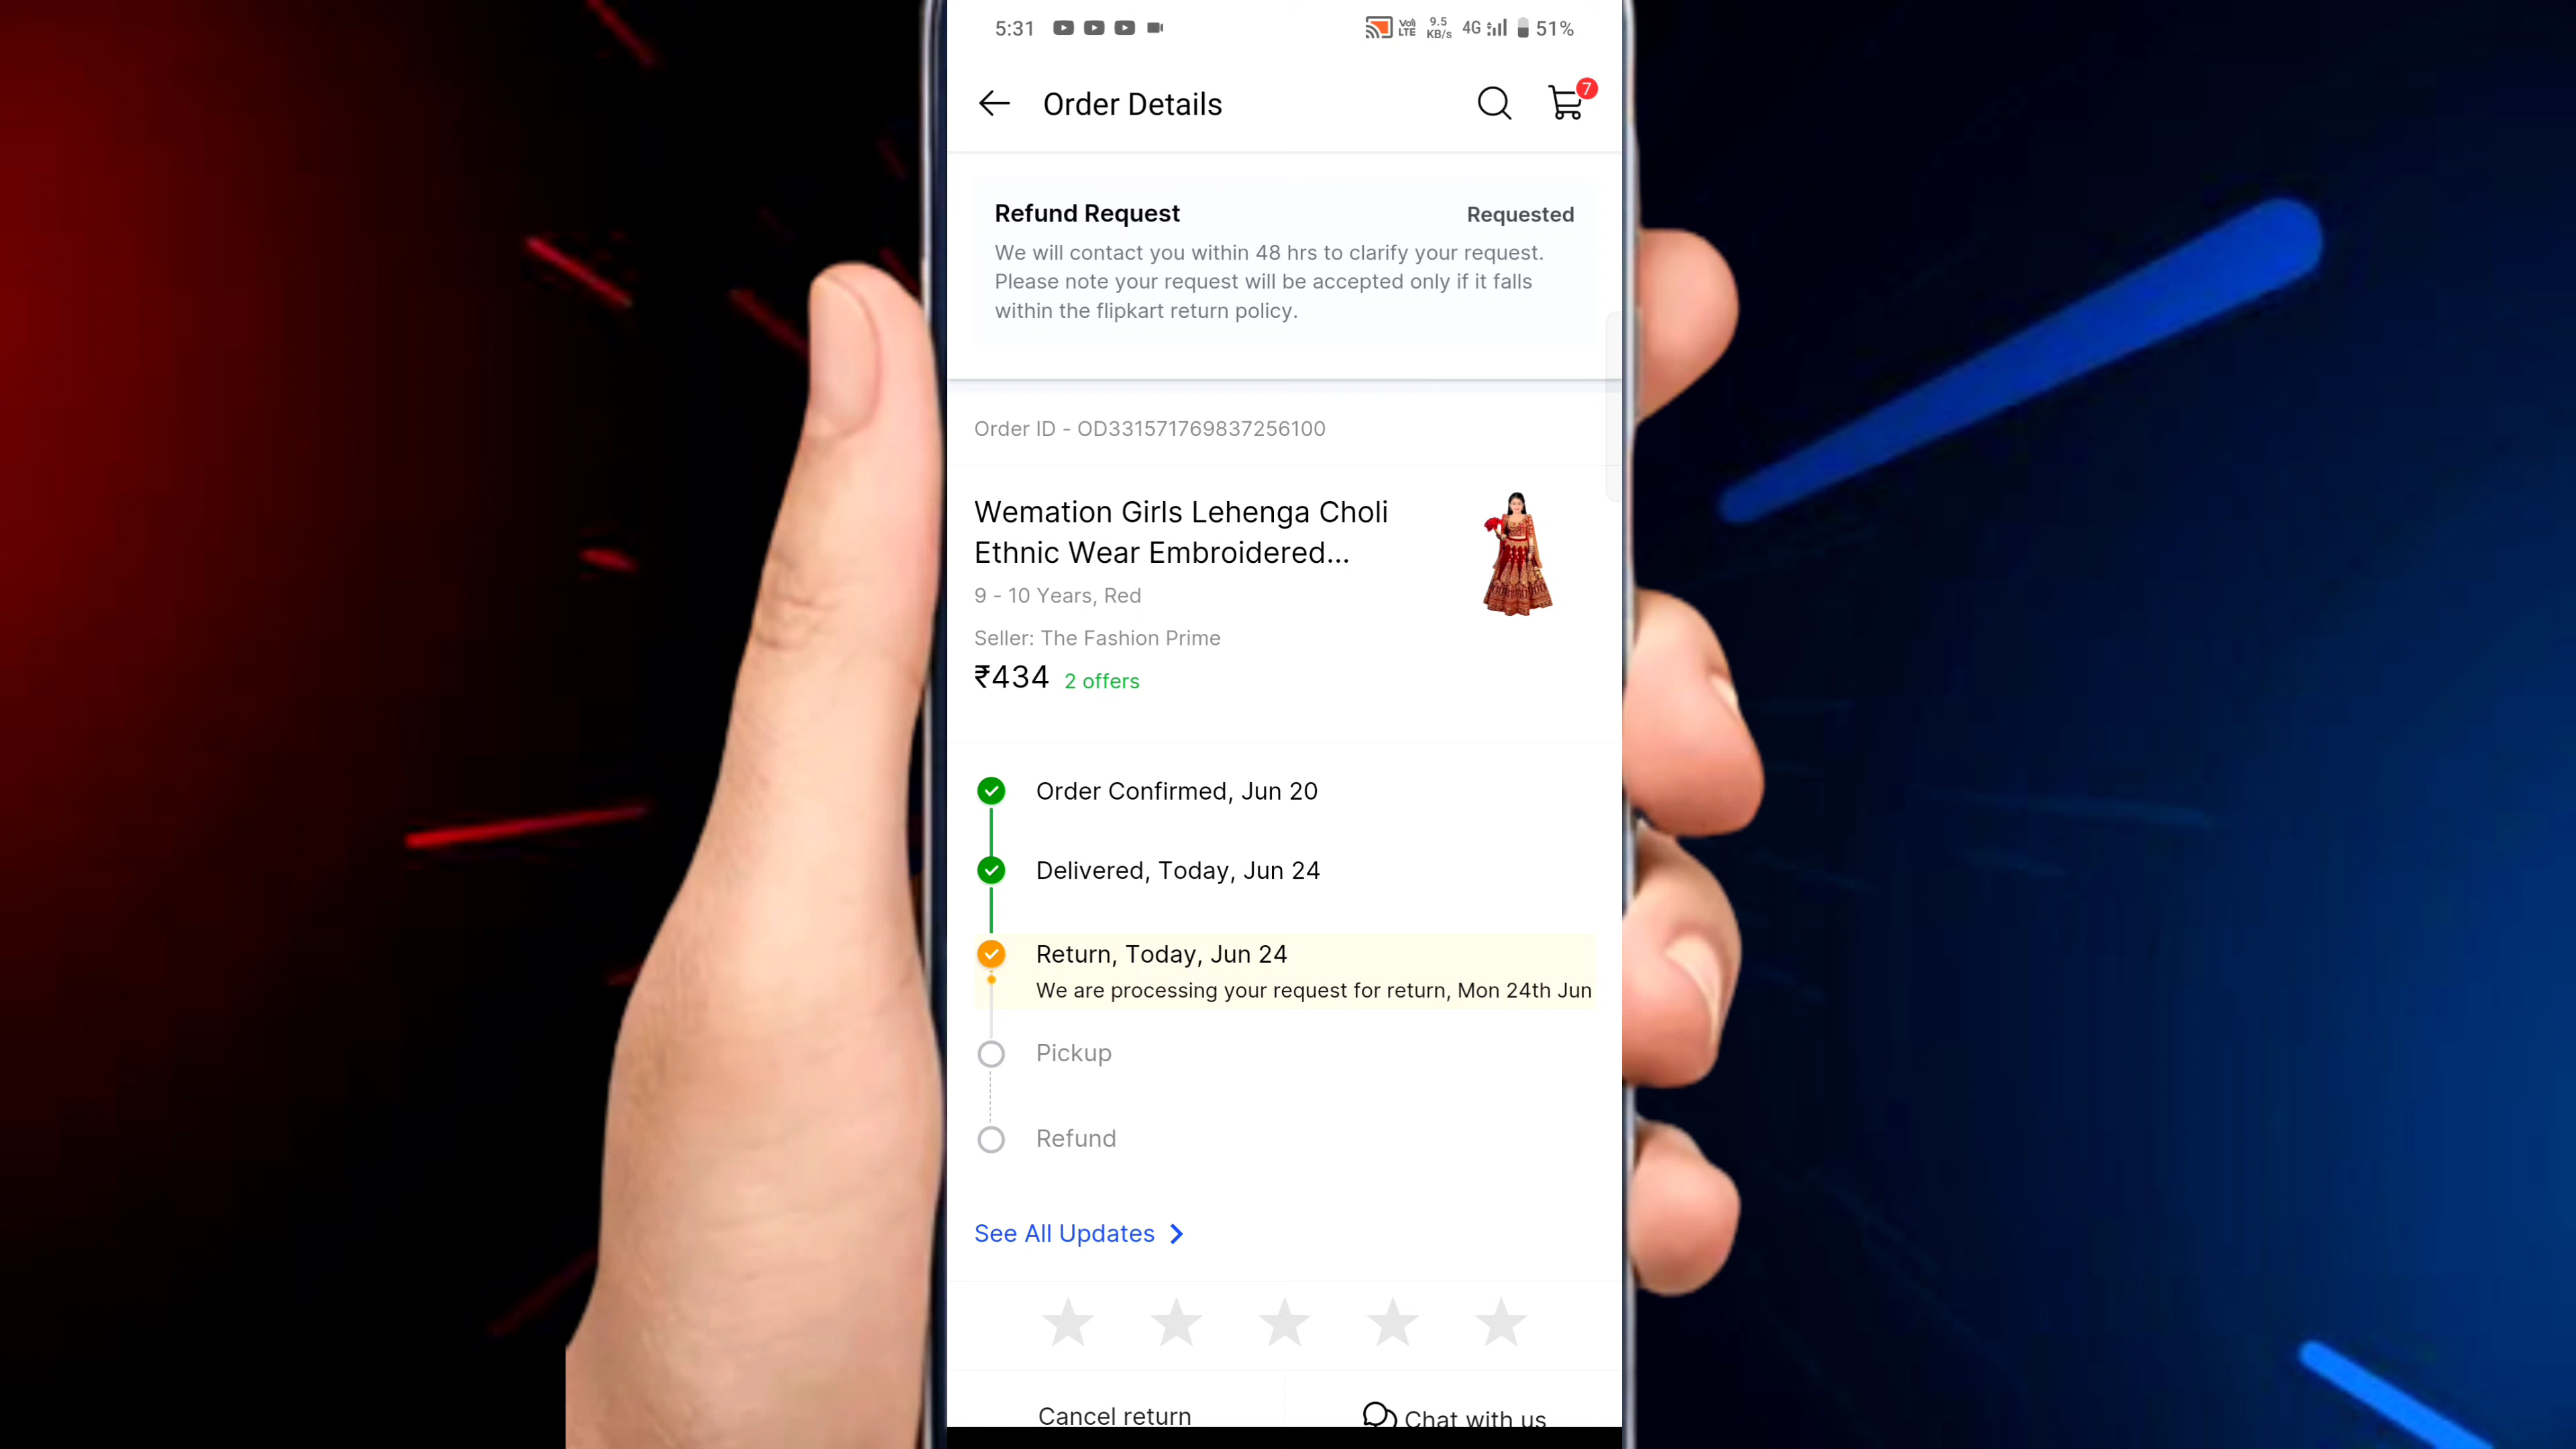 5:31
Vo) LTE 9.5 KB/s 4G 51%
Order Details
7
Refund Request Requested
We will contact you within 48 hrs to clarify your request.
Please note your request will be accepted only if it falls
within the flipkart return policy.
Order ID - OD331571769837256100
Wemation Girls Lehenga Choli
Ethnic Wear Embroidered...
9 - 10 Years, Red
Seller: The Fashion Prime
₹434 2 offers
Order Confirmed, Jun 20
Delivered, Today, Jun 24
Return, Today, Jun 24
We are processing your request for return, Mon 24th Jun
Pickup
Refund
See All Updates
Cancel return Chat with us